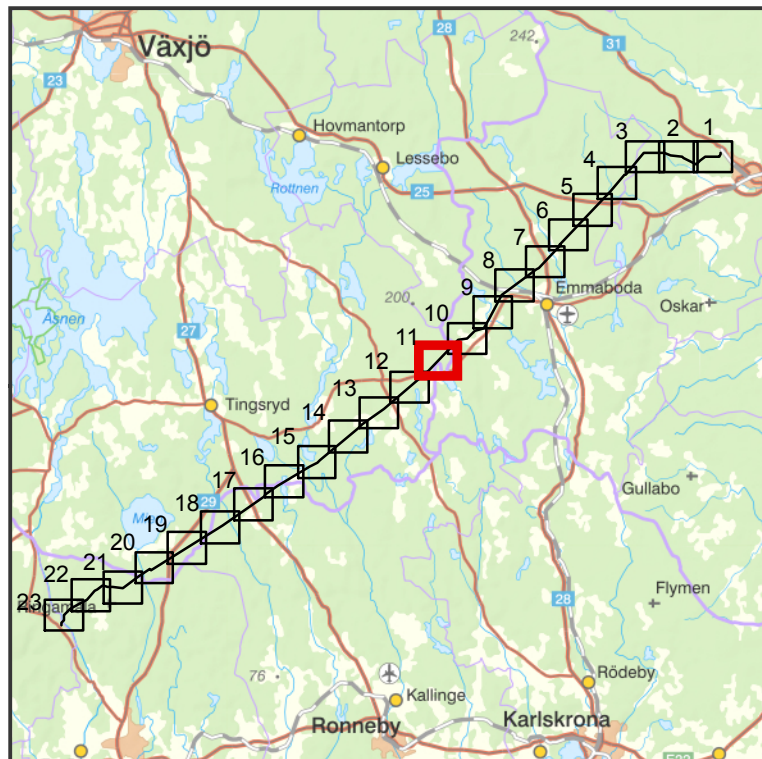 28
242
31
Växjö
23
Hovmantorp
3
2
1
Lessebo
4
Rottnen
25
5
6
7
8
Emmaboda
9
200
Oskar
Åsnen
10
27
11
12
13
Tingsryd
14
15
16
17
Gullabo
29
18
19
20
21
22
23
Flymen
28
76
Rödeby
Kallinge
Ronneby
Karlskrona